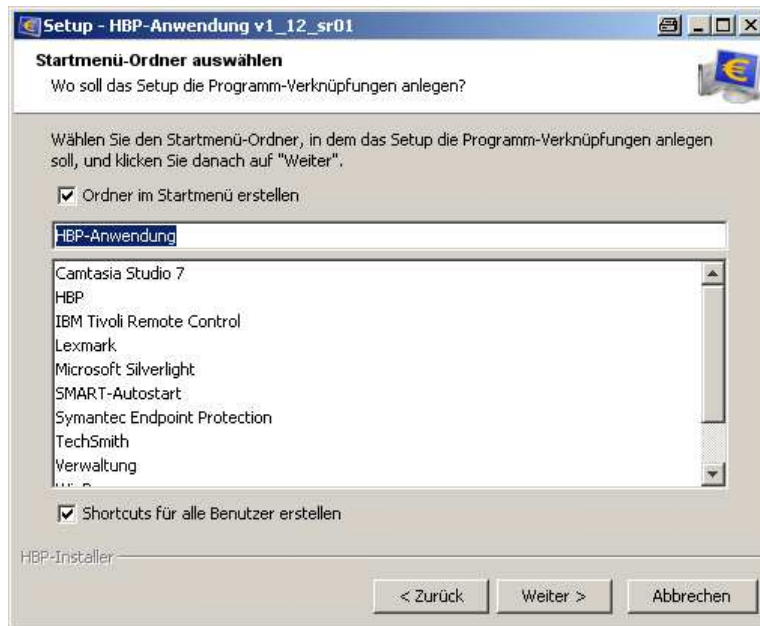 Setup - HBP-Anwendung v1_12_sr01
Startmenü-Ordner auswählen
Wo soll das Setup die Programm-Verknüpfungen anlegen?
Wählen Sie den Startmenü-Ordner, in dem das Setup die Programm-Verknüpfungen anlegen
soll, und klicken Sie danach auf "Weiter".
Ordner im Startmenü erstellen
HBP-Anwendung
Camtasia Studio 7
HBP
IBM Tivoli Remote Control
Lexmark
Microsoft Silverlight
SMART-Autostart
Symantec Endpoint Protection
TechSmith
Verwaltung
Shortcuts für alle Benutzer erstellen
HBP-Installer
< Zurück
Weiter >
Abbrechen